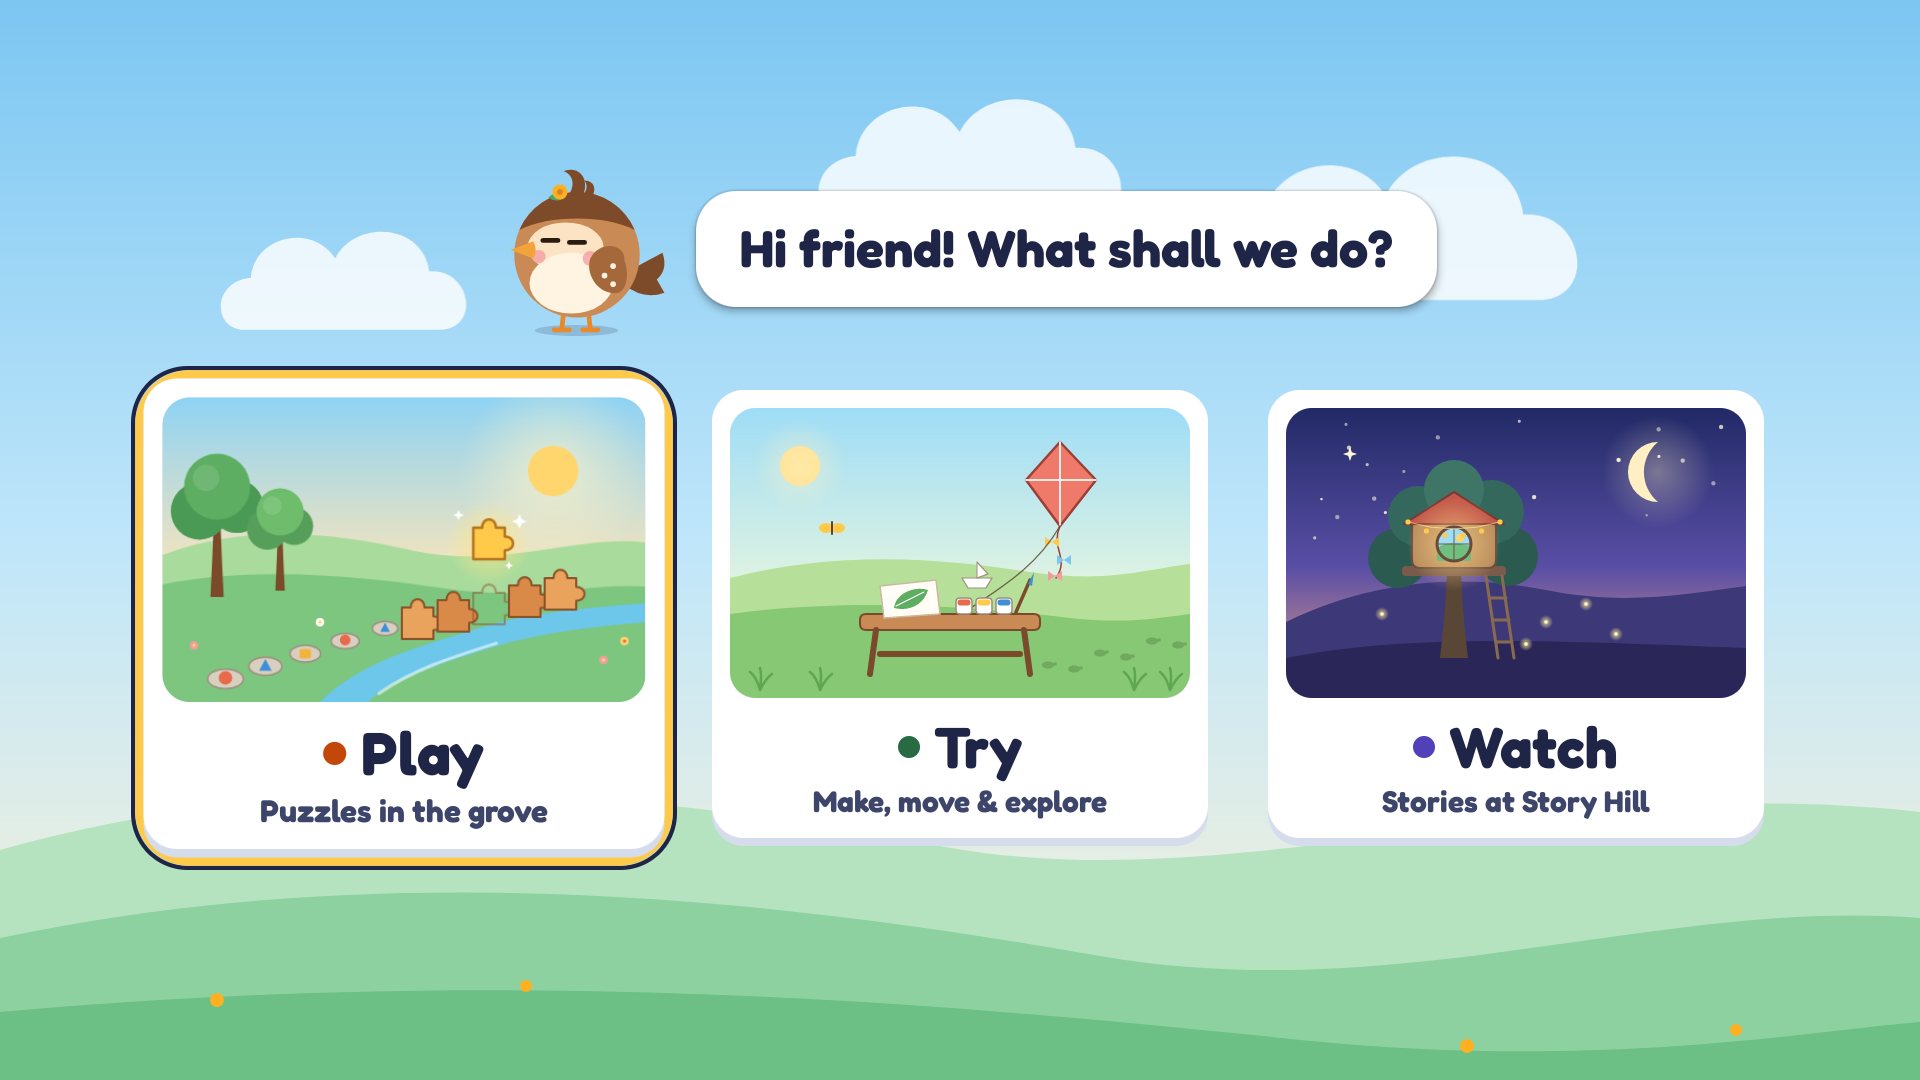 Hi friend! What shall we do?
Play
Puzzles in the grove
Try
Make, move & explore
Watch
Stories at Story Hill